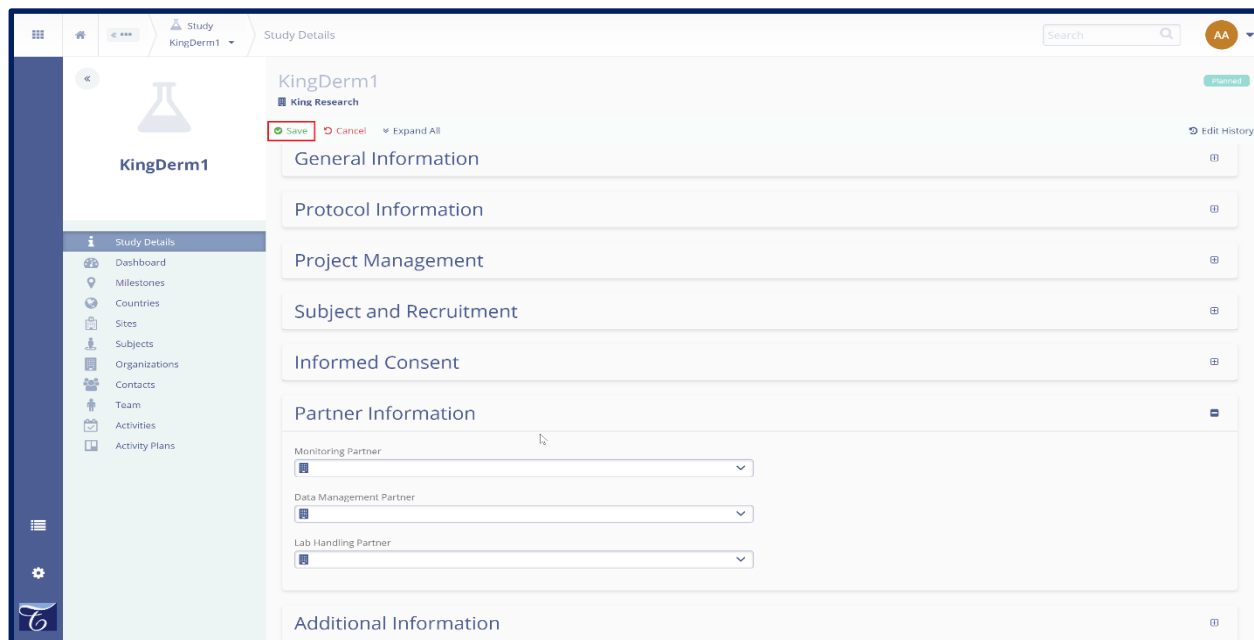 Study
KingDerm1
Study Details
Search
AA
KingDerm1
King Research
Planned
Save
Cancel
Expand All
Edit History
KingDerm1
Study Details
Dashboard
Milestones
Countries
Sites
Subjects
Organizations
Contacts
Team
Activities
Activity Plans
General Information
Protocol Information
Project Management
Subject and Recruitment
Informed Consent
Partner Information
Monitoring Partner
Data Management Partner
Lab Handling Partner
Additional Information